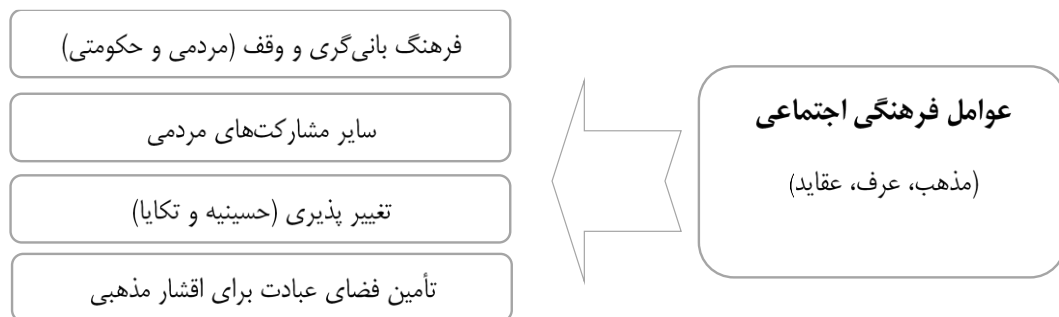 عوامل فرهنگی اجتماعی
(مذهب، عرف، عقاید)
فرهنگ بانی‌گری و وقف (مردمی و حکومتی)
سایر مشارکت‌های مردمی
تغییر پذیری (حسینیه و تکایا)
تأمین فضای عبادت برای اقشار مذهبی